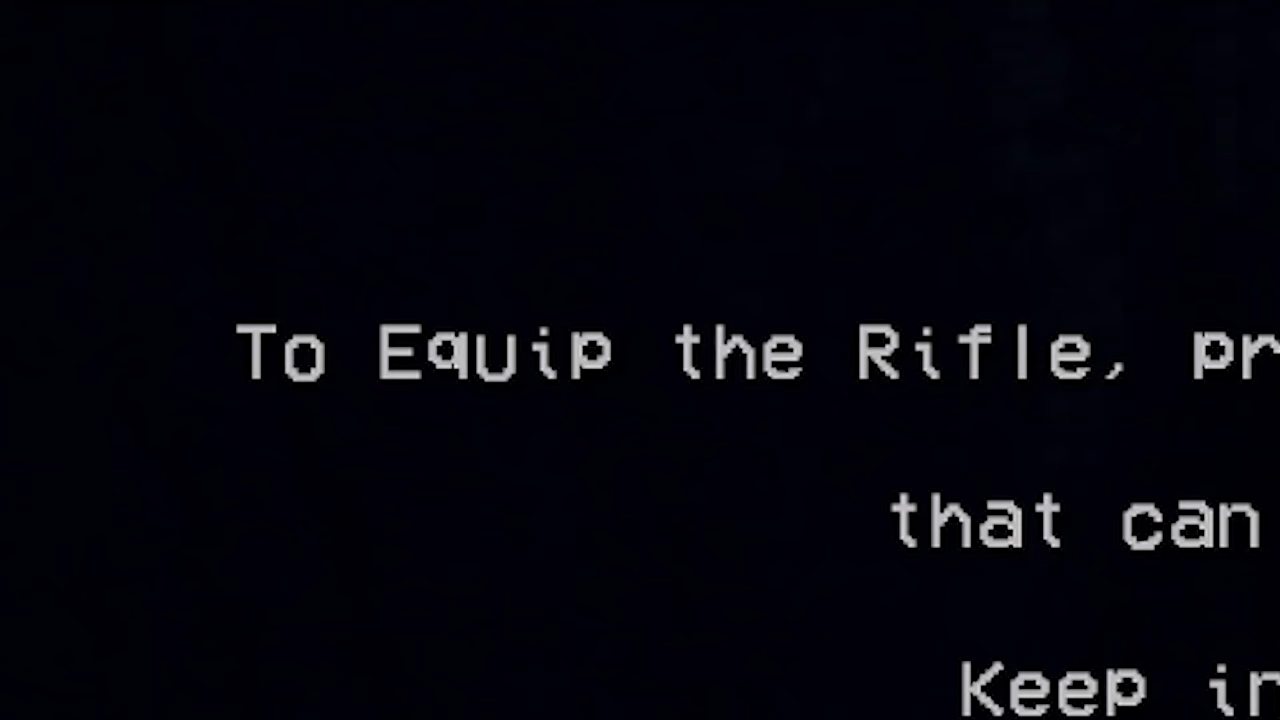 To Equip the Rifle, pr
that can
Keep in